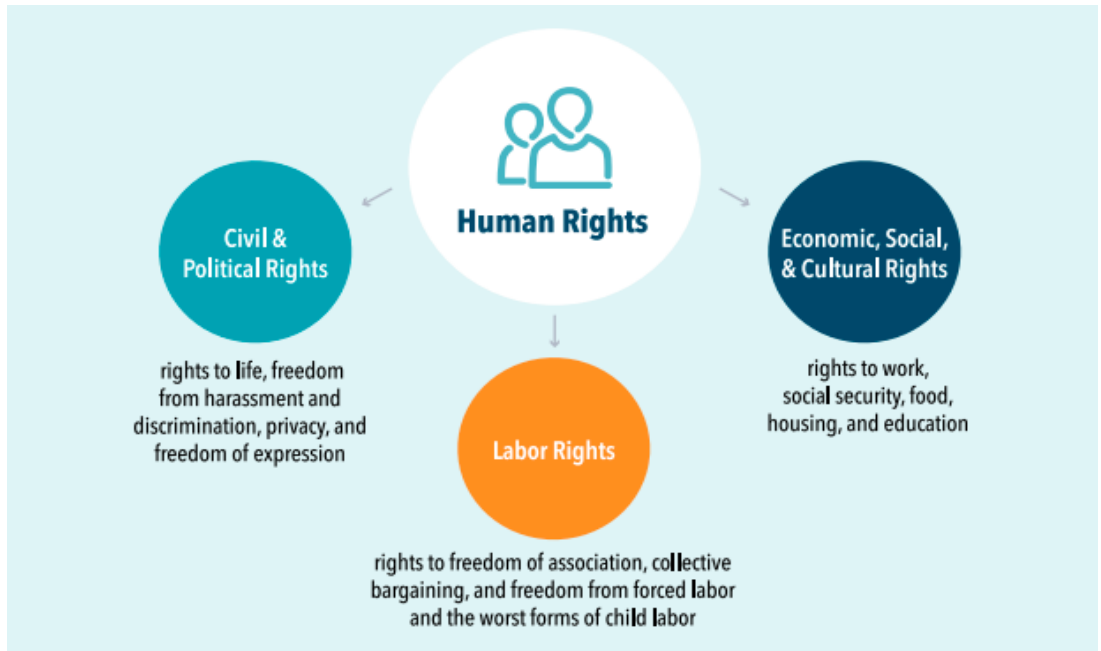 Human Rights
Civil &
Political Rights
rights to life, freedom
from harassment and
discrimination, privacy, and
freedom of expression
Labor Rights
rights to freedom of association, collective
bargaining, and freedom from forced labor
and the worst forms of child labor
Economic, Social,
& Cultural Rights
rights to work,
social security, food,
housing, and education